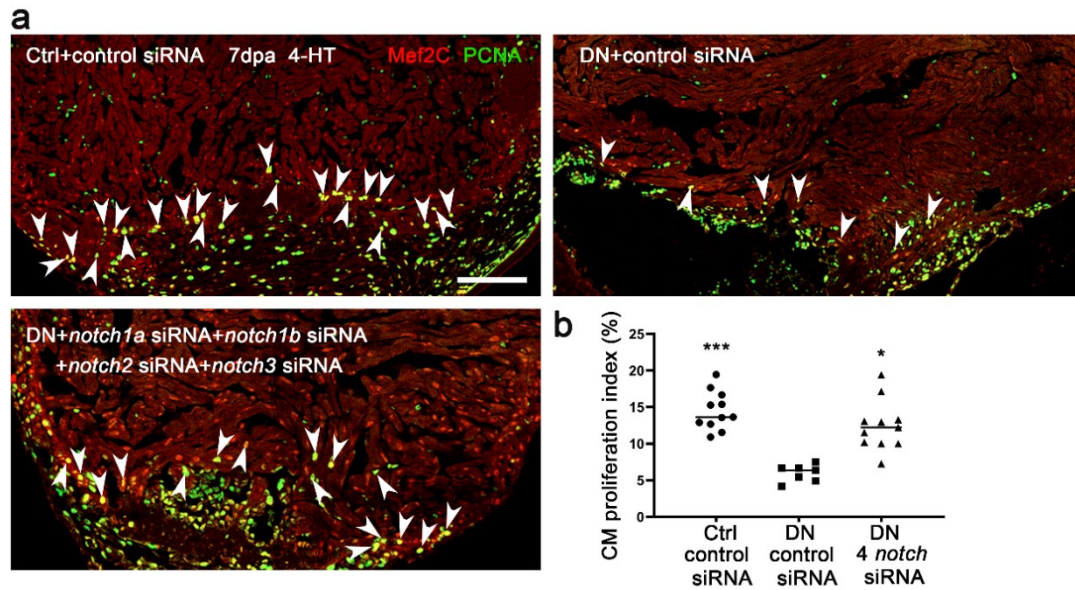 a
Ctrl+control siRNA 7dpa 4-HT Mef2C PCNA
DN+control siRNA
DN+notch1a siRNA+notch1b siRNA
+notch2 siRNA+notch3 siRNA
b
CM proliferation index (%)
25
20
15
10
5
0
***
*
Ctrl
control
siRNA
DN
control
siRNA
DN
4 notch
siRNA